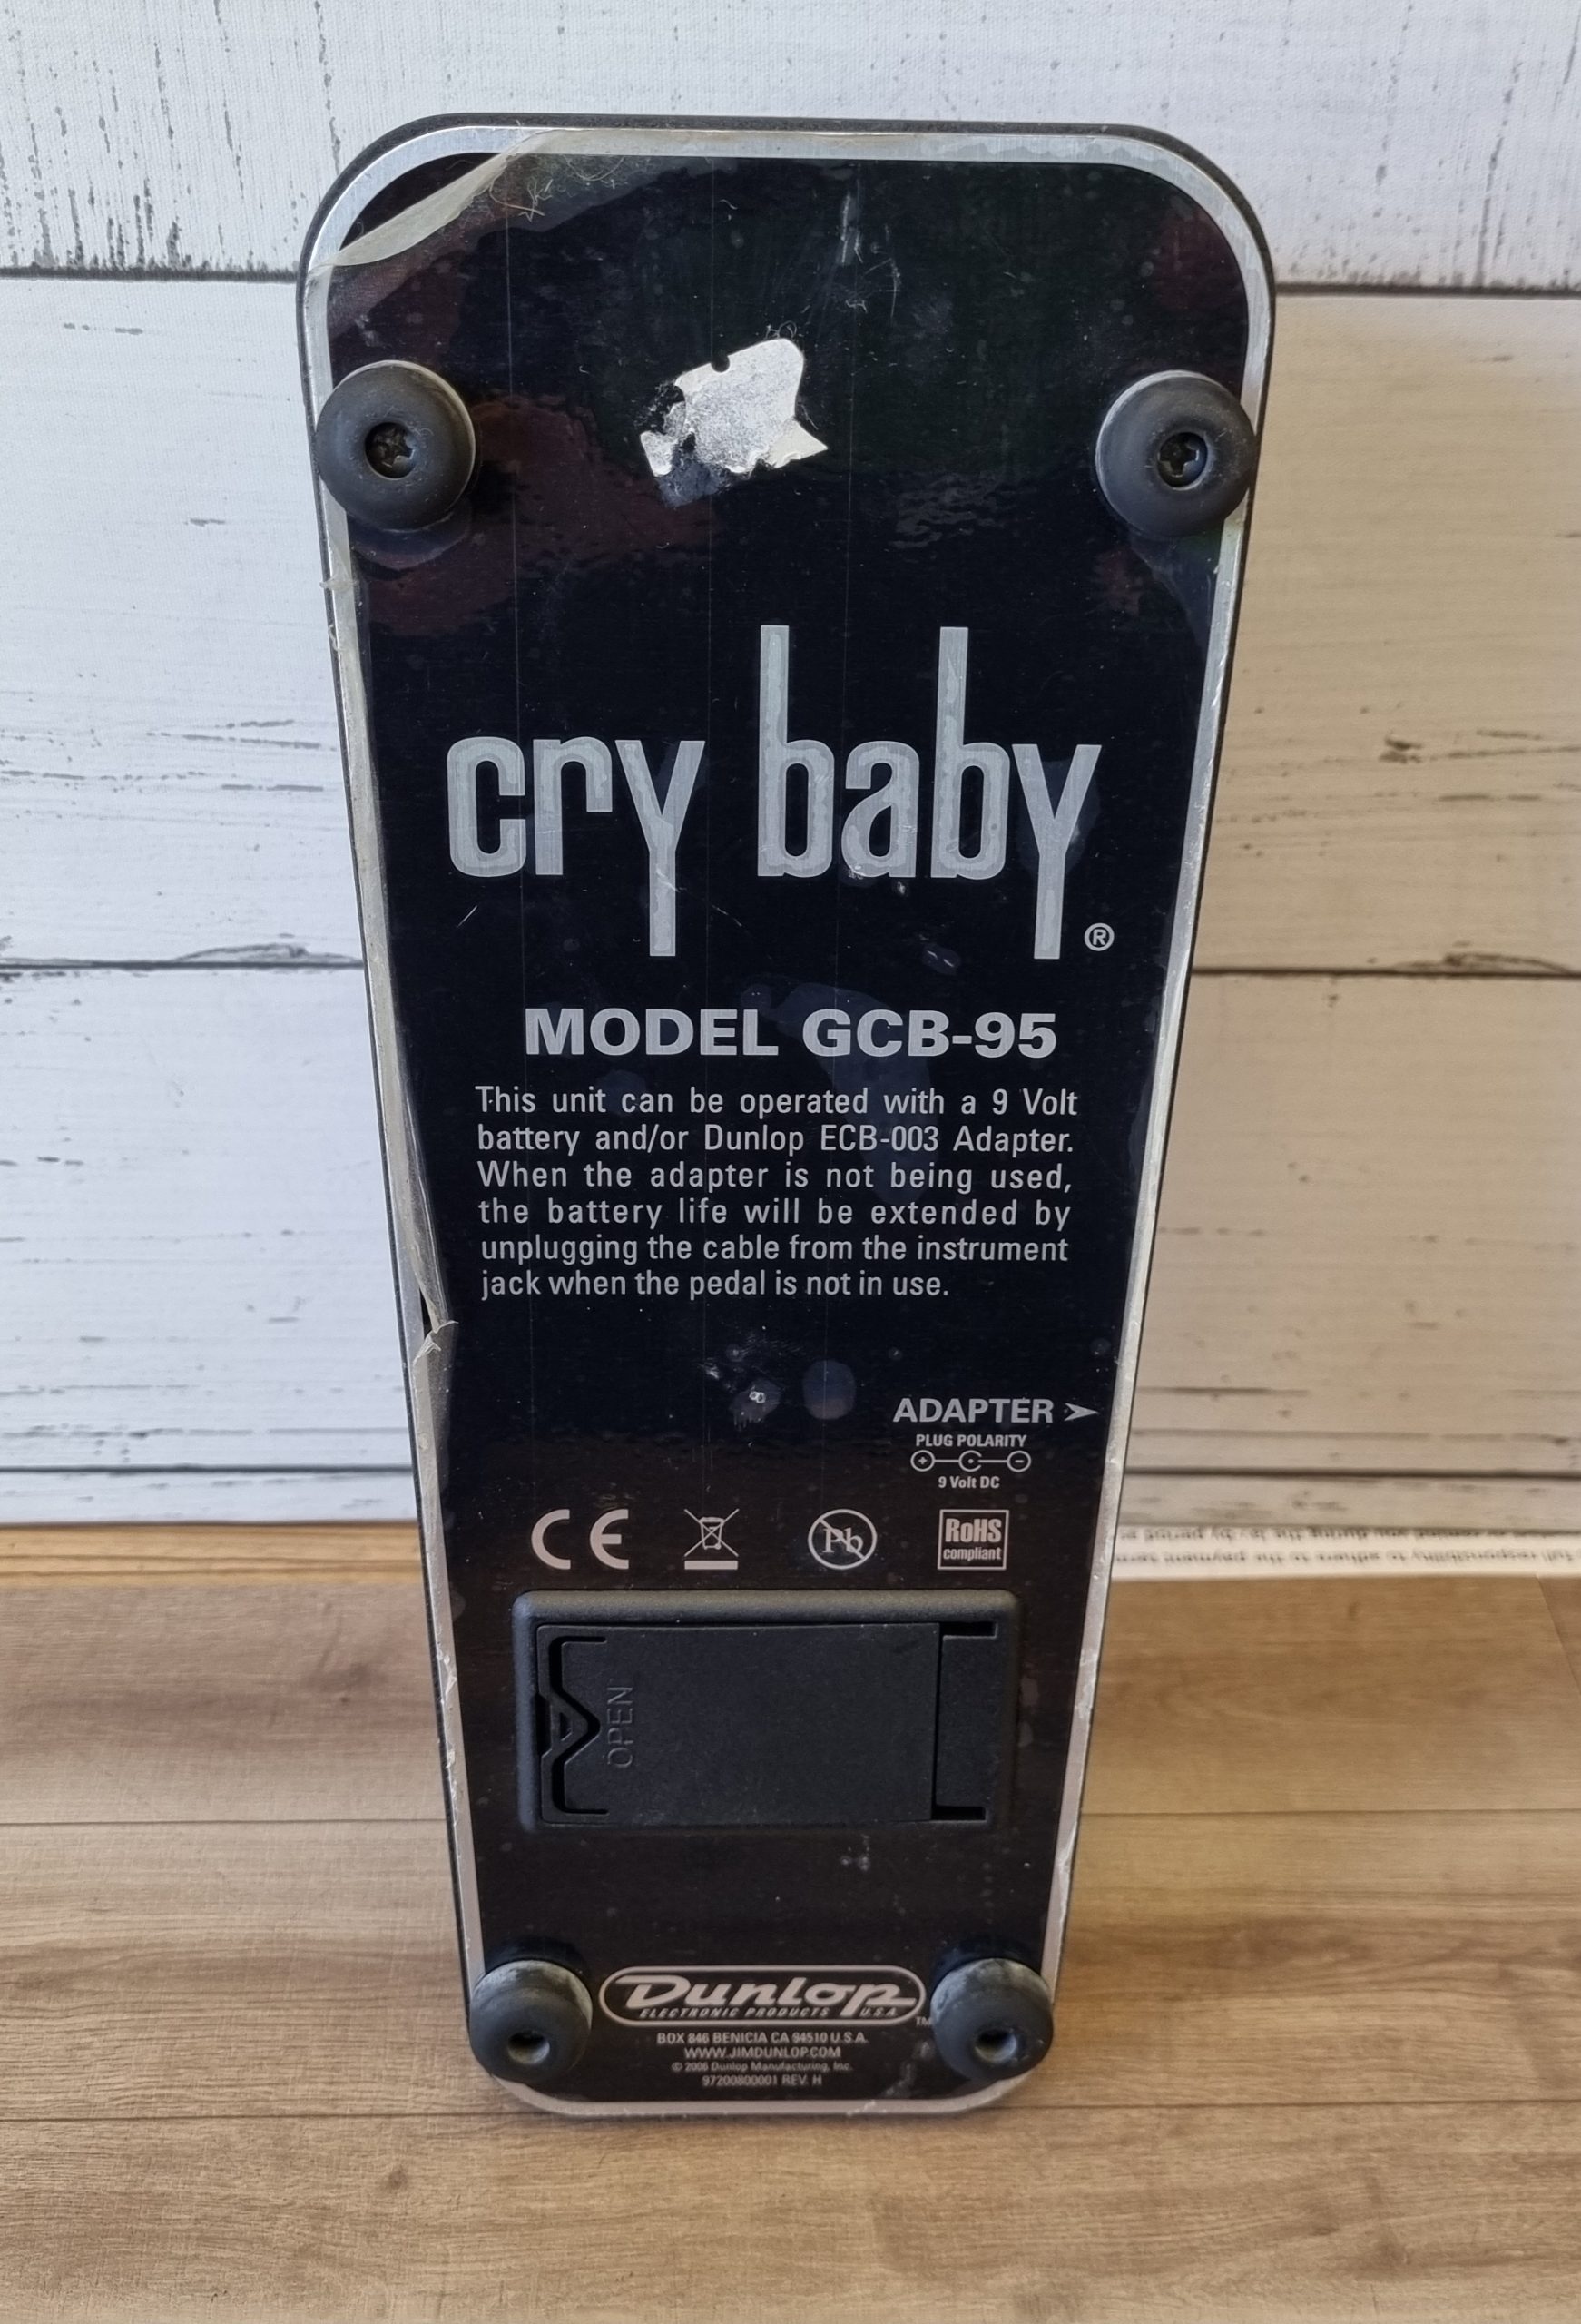 cry baby®
MODEL GCB-95
This unit can be operated with a 9 Volt
battery and/or Dunlop ECB-003 Adapter.
When the adapter is not being used,
the battery life will be extended by
unplugging the cable from the instrument
jack when the pedal is not in use.
ADAPTER
PLUG POLARITY
+ -
9 Volt DC
CE
Pb
RoHS
compliant
OPEN
Dunlop
ELECTRONIC PRODUCTS U.S.A.
TM
BOX 846 BENICIA CA 94510 U.S.A.
WWW.JIMDUNLOP.COM
© 2006 Dunlop Manufacturing, Inc.
97200800001 REV. H